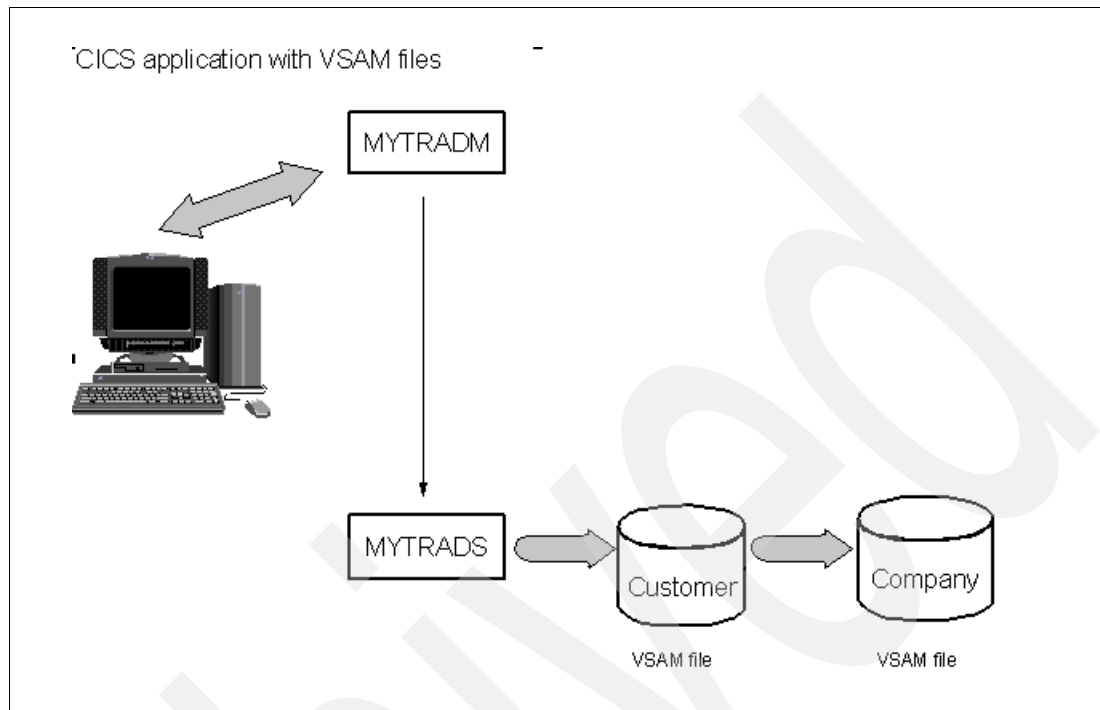 CICS application with VSAM files
MYTRADM
MYTRADS
Customer
Company
VSAM file
VSAM file